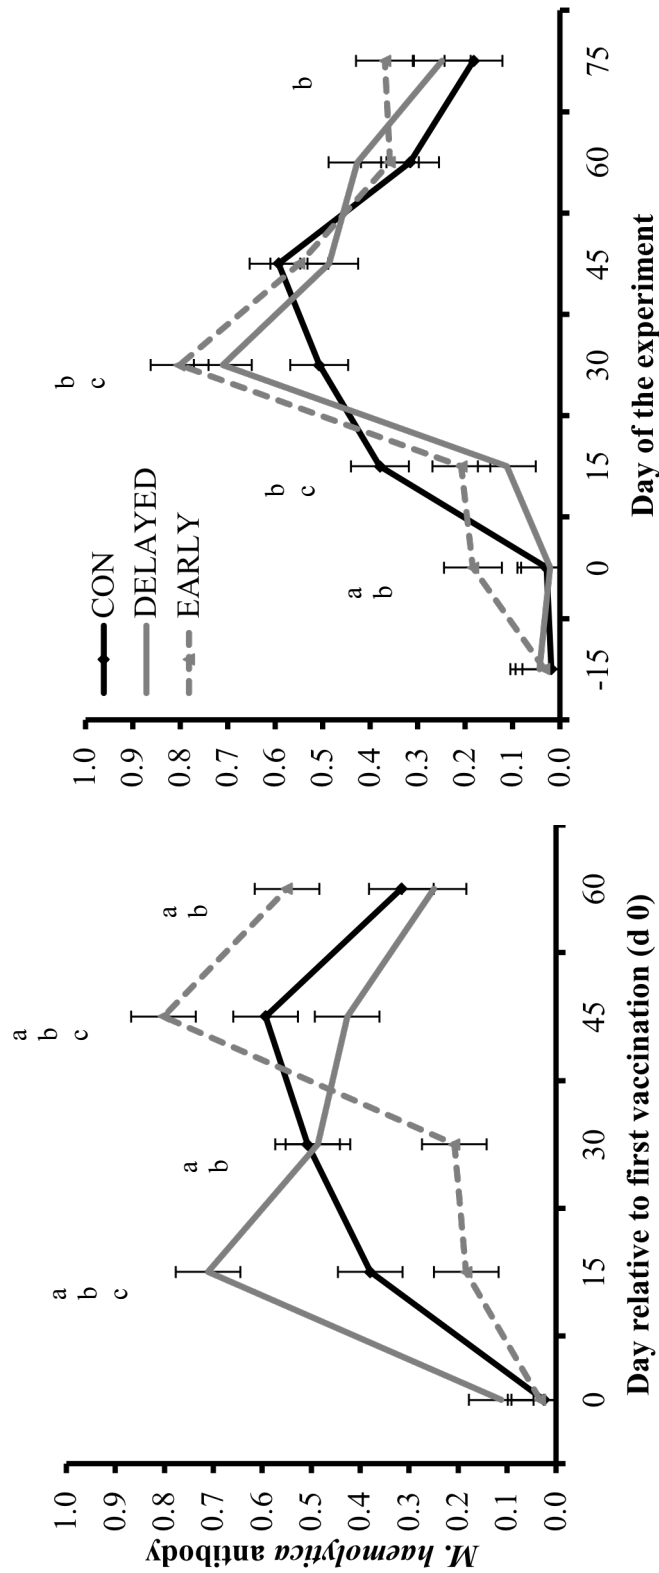 M. haemolytica antibody
1.0
0.9
0.8
0.7
0.6
0.5
0.4
0.3
0.2
0.1
0.0
a
b
c
a
b
a
b
c
a
b
0 15 30 45 60
Day relative to first vaccination (d 0)
1.0
0.9
0.8
0.7
0.6
0.5
0.4
0.3
0.2
0.1
0.0
CON
DELAYED
EARLY
a
b
b
c
b
c
b
-15 0 15 30 45 60 75
Day of the experiment